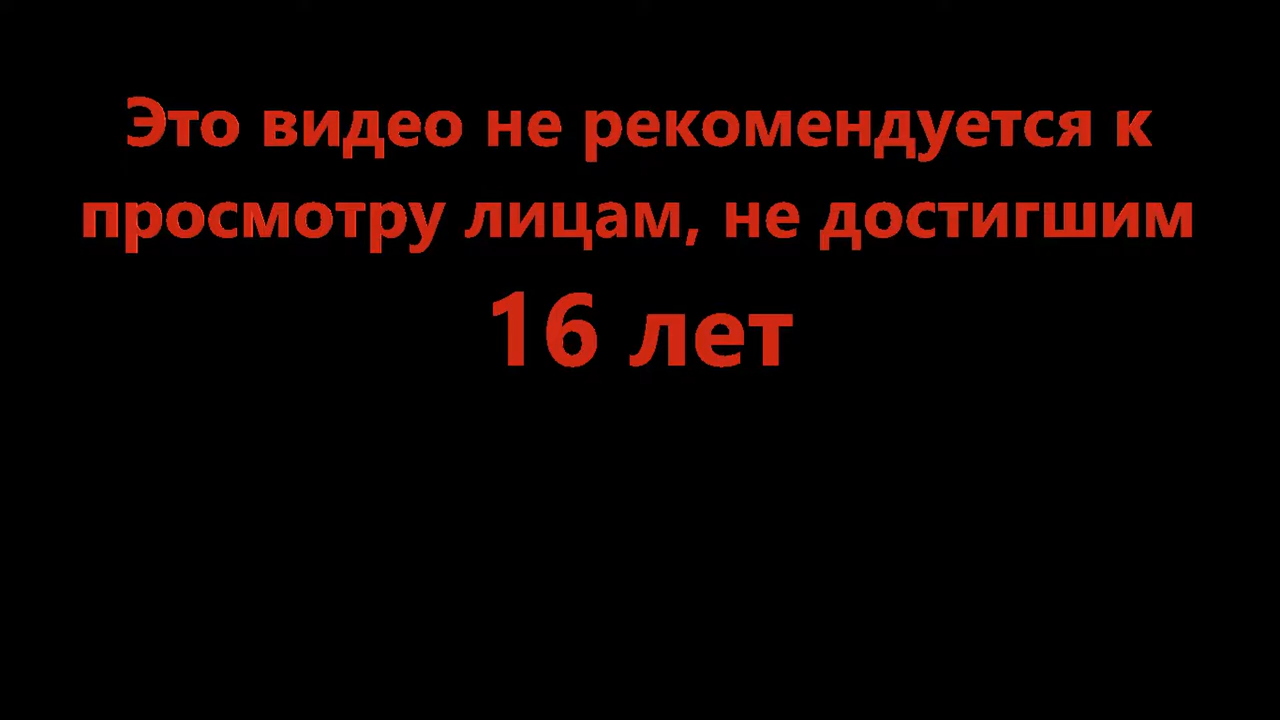 Это видео не рекомендуется к
просмотру лицам, не достигшим
16 лет